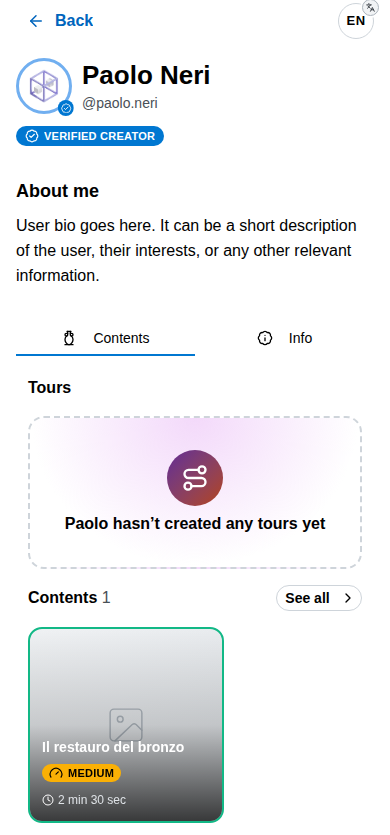 Back
EN
Paolo Neri
@paolo.neri
VERIFIED CREATOR
About me
User bio goes here. It can be a short description
of the user, their interests, or any other relevant
information.
Contents
Info
Tours
Paolo hasn’t created any tours yet
Contents 1
See all
Il restauro del bronzo
MEDIUM
2 min 30 sec